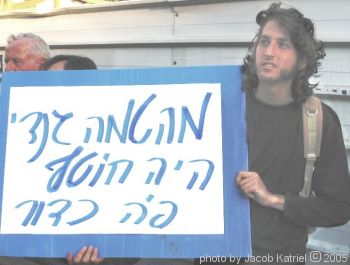 מהטמה גנדי
היה חוטף
פה כדור
photo by Jacob Katriel © 2005